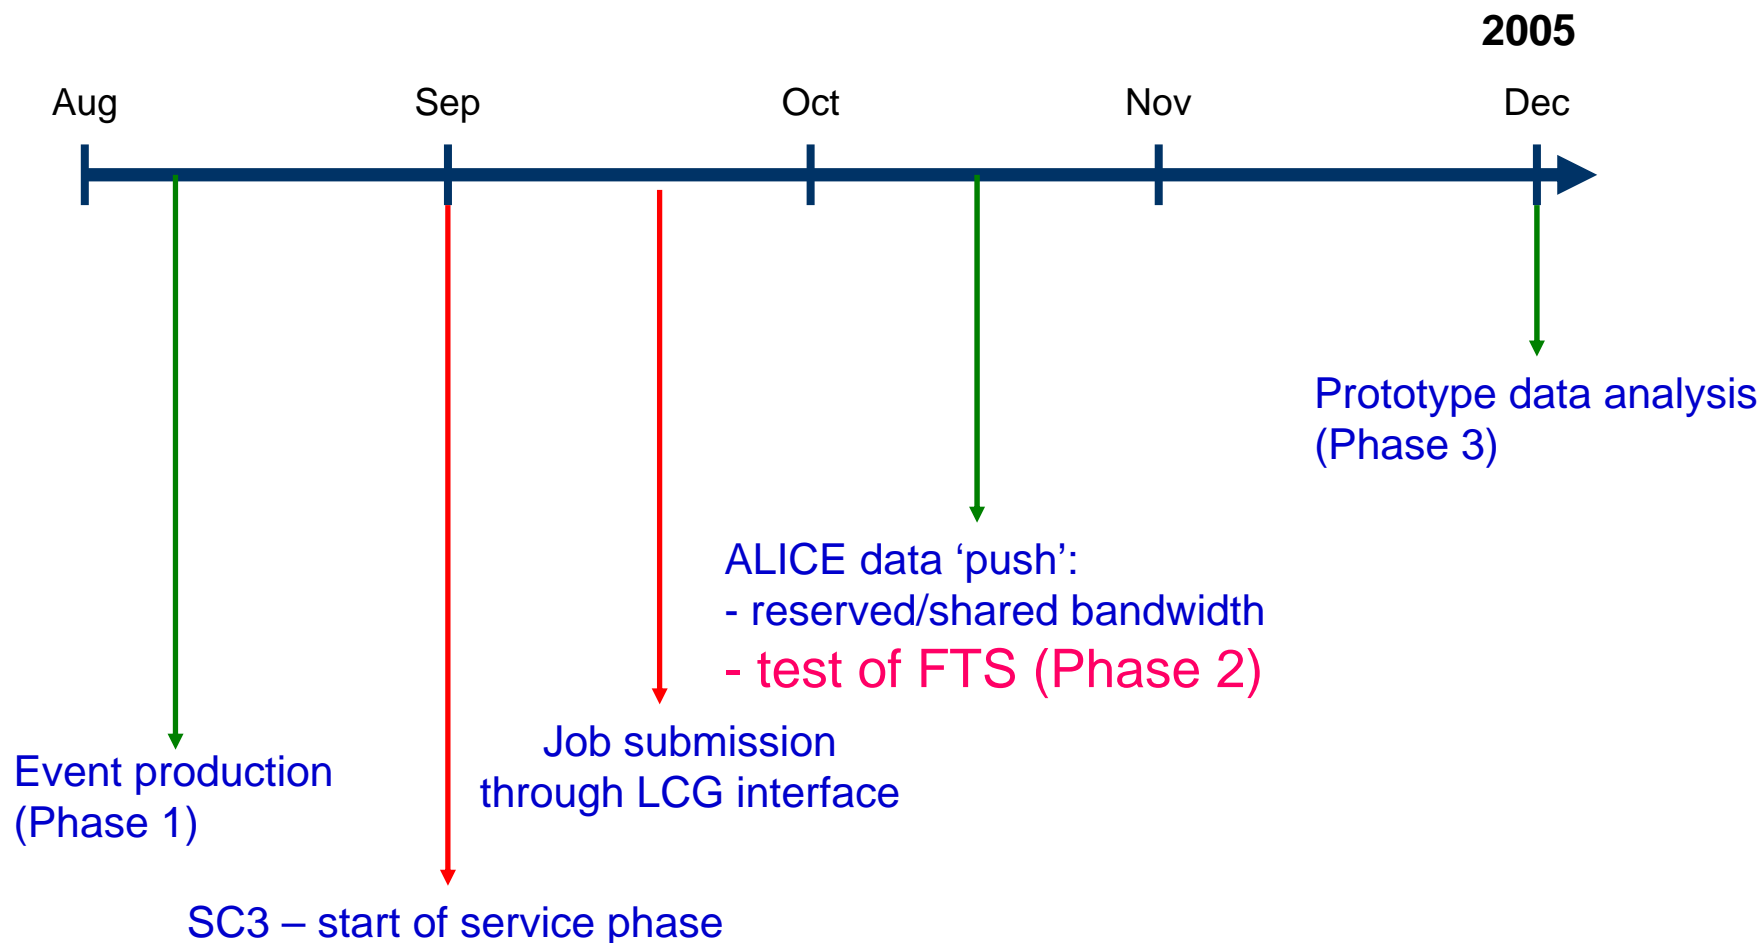 2005
Aug
Sep
Oct
Nov
Dec
Prototype data analysis
(Phase 3)
ALICE data ‘push’:
- reserved/shared bandwidth
- test of FTS (Phase 2)
Job submission
through LCG interface
Event production
(Phase 1)
SC3 – start of service phase